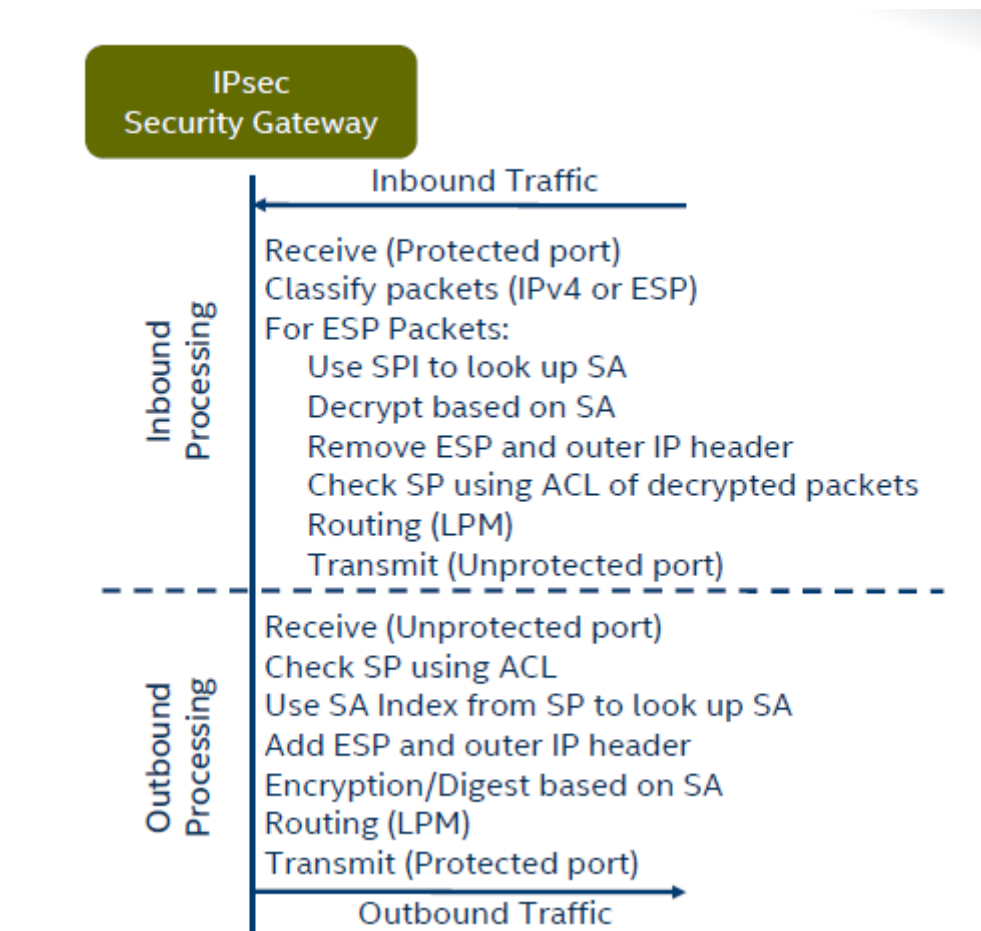 IPsec
Security Gateway
Inbound Traffic
Inbound
Processing
Receive (Protected port)
Classify packets (IPv4 or ESP)
For ESP Packets:
Use SPI to look up SA
Decrypt based on SA
Remove ESP and outer IP header
Check SP using ACL of decrypted packets
Routing (LPM)
Transmit (Unprotected port)
Outbound
Processing
Receive (Unprotected port)
Check SP using ACL
Use SA Index from SP to look up SA
Add ESP and outer IP header
Encryption/Digest based on SA
Routing (LPM)
Transmit (Protected port)
Outbound Traffic